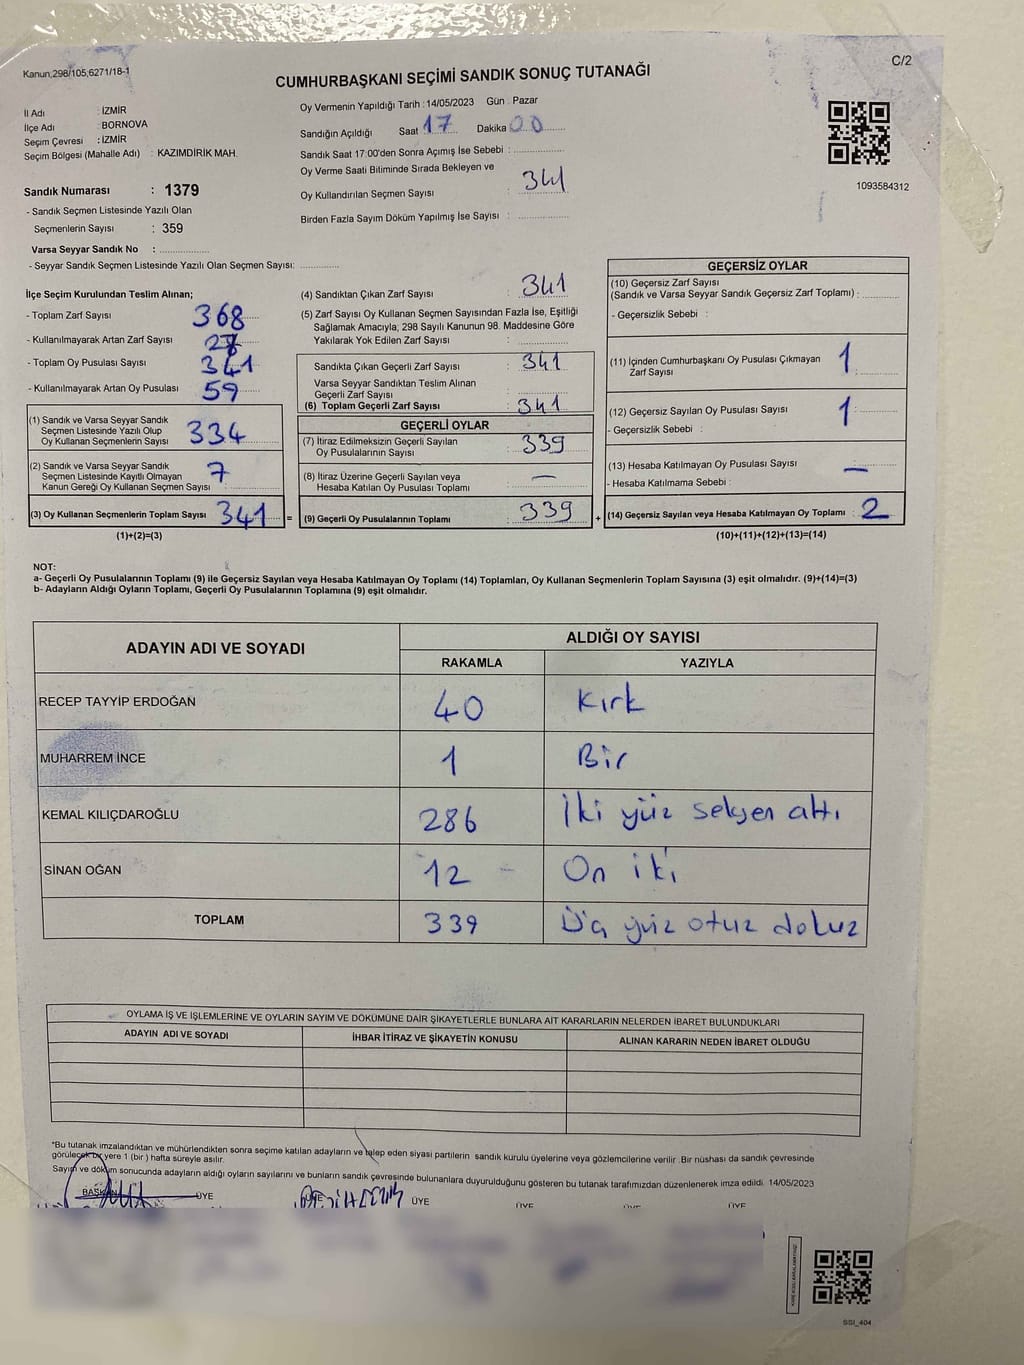 Kanun,298/105,6271/18-1
C/2
CUMHURBAŞKANI SEÇİMİ SANDIK SONUÇ TUTANAĞI
İl Adı : İZMİR
İlçe Adı : BORNOVA
Seçim Çevresi : İZMİR
Seçim Bölgesi (Mahalle Adı) : KAZIMDİRİK MAH.
Sandık Numarası : 1379
- Sandık Seçmen Listesinde Yazılı Olan
Seçmenlerin Sayısı : 359
Varsa Seyyar Sandık No :
- Seyyar Sandık Seçmen Listesinde Yazılı Olan Seçmen Sayısı:
Oy Vermenin Yapıldığı Tarih : 14/05/2023 Gün : Pazar
Sandığın Açıldığı Saat 17 Dakika 00
Sandık Saat 17:00'den Sonra Açımış İse Sebebi :
Oy Verme Saati Bitiminde Sırada Bekleyen ve
Oy Kullandırılan Seçmen Sayısı : 341
Birden Fazla Sayım Döküm Yapılmış İse Sayısı :
1093584312
İlçe Seçim Kurulundan Teslim Alınan;
- Toplam Zarf Sayısı 368
- Kullanılmayarak Artan Zarf Sayısı 27
- Toplam Oy Pusulası Sayısı 341
- Kullanılmayarak Artan Oy Pusulası 59
(1) Sandık ve Varsa Seyyar Sandık
Seçmen Listesinde Yazılı Olup
Oy Kullanan Seçmenlerin Sayısı 334
(2) Sandık ve Varsa Seyyar Sandık
Seçmen Listesinde Kayıtlı Olmayan
Kanun Gereği Oy Kullanan Seçmen Sayısı 7
(3) Oy Kullanan Seçmenlerin Toplam Sayısı 341 =
(1)+(2)=(3)
(4) Sandıktan Çıkan Zarf Sayısı : 341
(5) Zarf Sayısı Oy Kullanan Seçmen Sayısından Fazla İse, Eşitliği
Sağlamak Amacıyla, 298 Sayılı Kanunun 98. Maddesine Göre
Yakılarak Yok Edilen Zarf Sayısı :
Sandıkta Çıkan Geçerli Zarf Sayısı : 341
Varsa Seyyar Sandıktan Teslim Alınan
Geçerli Zarf Sayısı :
(6) Toplam Geçerli Zarf Sayısı : 341
GEÇERLİ OYLAR
(7) İtiraz Edilmeksizin Geçerli Sayılan
Oy Pusulalarının Sayısı : 339
(8) İtiraz Üzerine Geçerli Sayılan veya
Hesaba Katılan Oy Pusulası Toplamı : —
(9) Geçerli Oy Pusulalarının Toplamı : 339 +
GEÇERSİZ OYLAR
(10) Geçersiz Zarf Sayısı
(Sandık ve Varsa Seyyar Sandık Geçersiz Zarf Toplamı) :
- Geçersizlik Sebebi :
(11) İçinden Cumhurbaşkanı Oy Pusulası Çıkmayan
Zarf Sayısı : 1
(12) Geçersiz Sayılan Oy Pusulası Sayısı : 1
- Geçersizlik Sebebi :
(13) Hesaba Katılmayan Oy Pusulası Sayısı : —
- Hesaba Katılmama Sebebi :
(14) Geçersiz Sayılan veya Hesaba Katılmayan Oy Toplamı : 2
(10)+(11)+(12)+(13)=(14)
NOT:
a- Geçerli Oy Pusulalarının Toplamı (9) ile Geçersiz Sayılan veya Hesaba Katılmayan Oy Toplamı (14) Toplamları, Oy Kullanan Seçmenlerin Toplam Sayısına (3) eşit olmalıdır. (9)+(14)=(3)
b- Adayların Aldığı Oyların Toplamı, Geçerli Oy Pusulalarının Toplamına (9) eşit olmalıdır.
ADAYIN ADI VE SOYADI ALDIĞI OY SAYISI
RAKAMLA YAZIYLA
RECEP TAYYİP ERDOĞAN 40 Kırk
MUHARREM İNCE 1 Bir
KEMAL KILIÇDAROĞLU 286 İki yüz seksen altı
SİNAN OĞAN 12 On iki
TOPLAM 339 Üç yüz otuz dokuz
OYLAMA İŞ VE İŞLEMLERİNE VE OYLARIN SAYIM VE DÖKÜMÜNE DAİR ŞİKAYETLERLE BUNLARA AİT KARARLARIN NELERDEN İBARET BULUNDUKLARI
ADAYIN ADI VE SOYADI İHBAR İTİRAZ VE ŞİKAYETİN KONUSU ALINAN KARARIN NEDEN İBARET OLDUĞU
*Bu tutanak imzalandıktan ve mühürlendikten sonra seçime katılan adayların ve talep eden siyasi partilerin sandık kurulu üyelerine veya gözlemcilerine verilir .Bir nüshası da sandık çevresinde
görülecek bir yere 1 (bir ) hafta süreyle asılır.
Sayım ve döküm sonucunda adayların aldığı oyların sayılarını ve bunların sandık çevresinde bulunanlara duyurulduğunu gösteren bu tutanak tarafımızdan düzenlenerek imza edildi. 14/05/2023
BAŞKAN ÜYE ÜYE ÜYE ÜYE ÜYE ÜYE
SSI_404